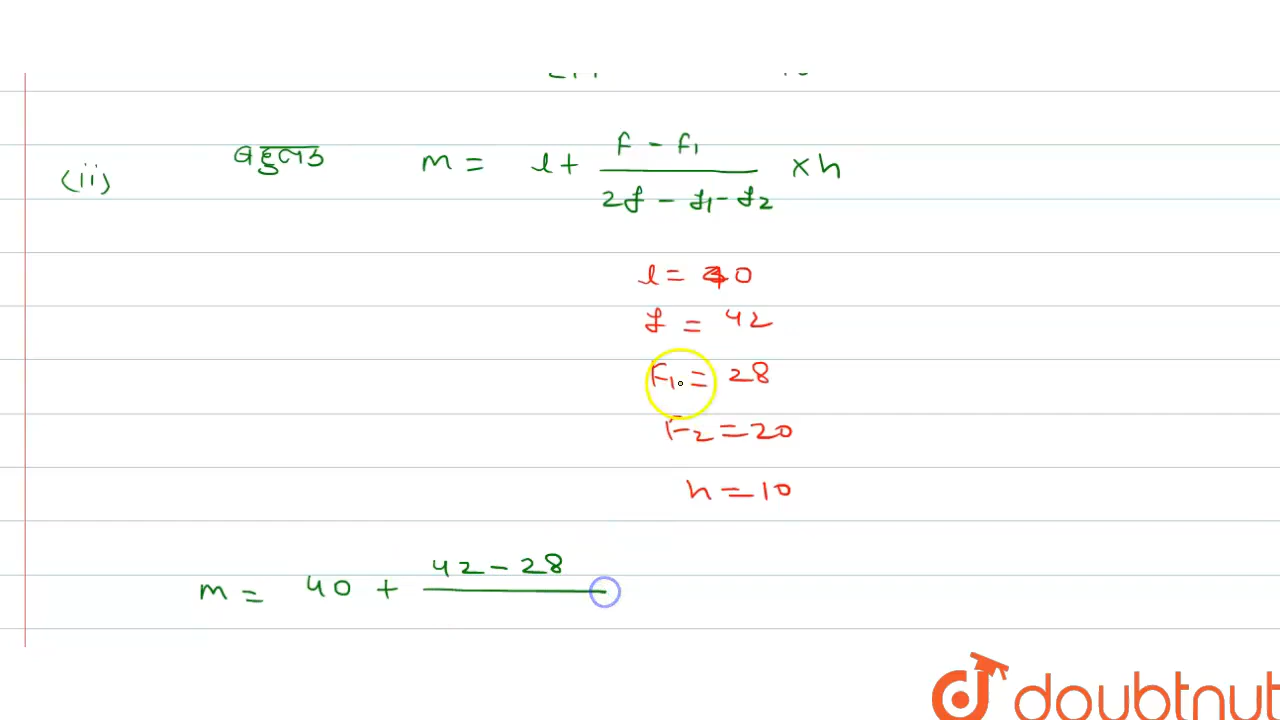 (ii) बहुलक m = l + (f - f₁) / (2f - f₁ - f₂) × h
l = 40
f = 42
F₁ = 28
F₂ = 20
h = 10
m = 40 + 42 - 28
doubtnut